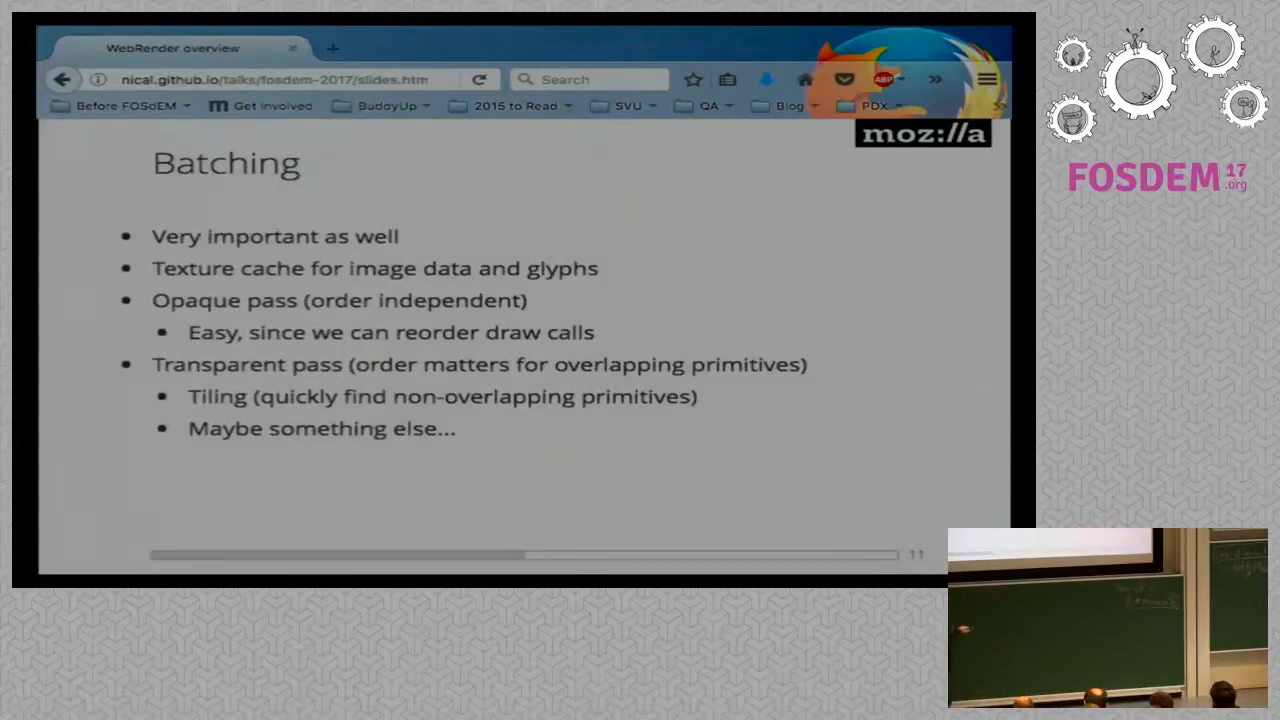 WebRender overview
nical.github.io/talks/fosdem-2017/slides.htm
Search
ABP
Before FOSdEM
Get Involved
BuddyUp
2015 to Read
SVU
QA
Blog
PDX
moz://a
Batching
Very important as well
Texture cache for image data and glyphs
Opaque pass (order independent)
Easy, since we can reorder draw calls
Transparent pass (order matters for overlapping primitives)
Tiling (quickly find non-overlapping primitives)
Maybe something else...
11
FOSDEM 17
.org